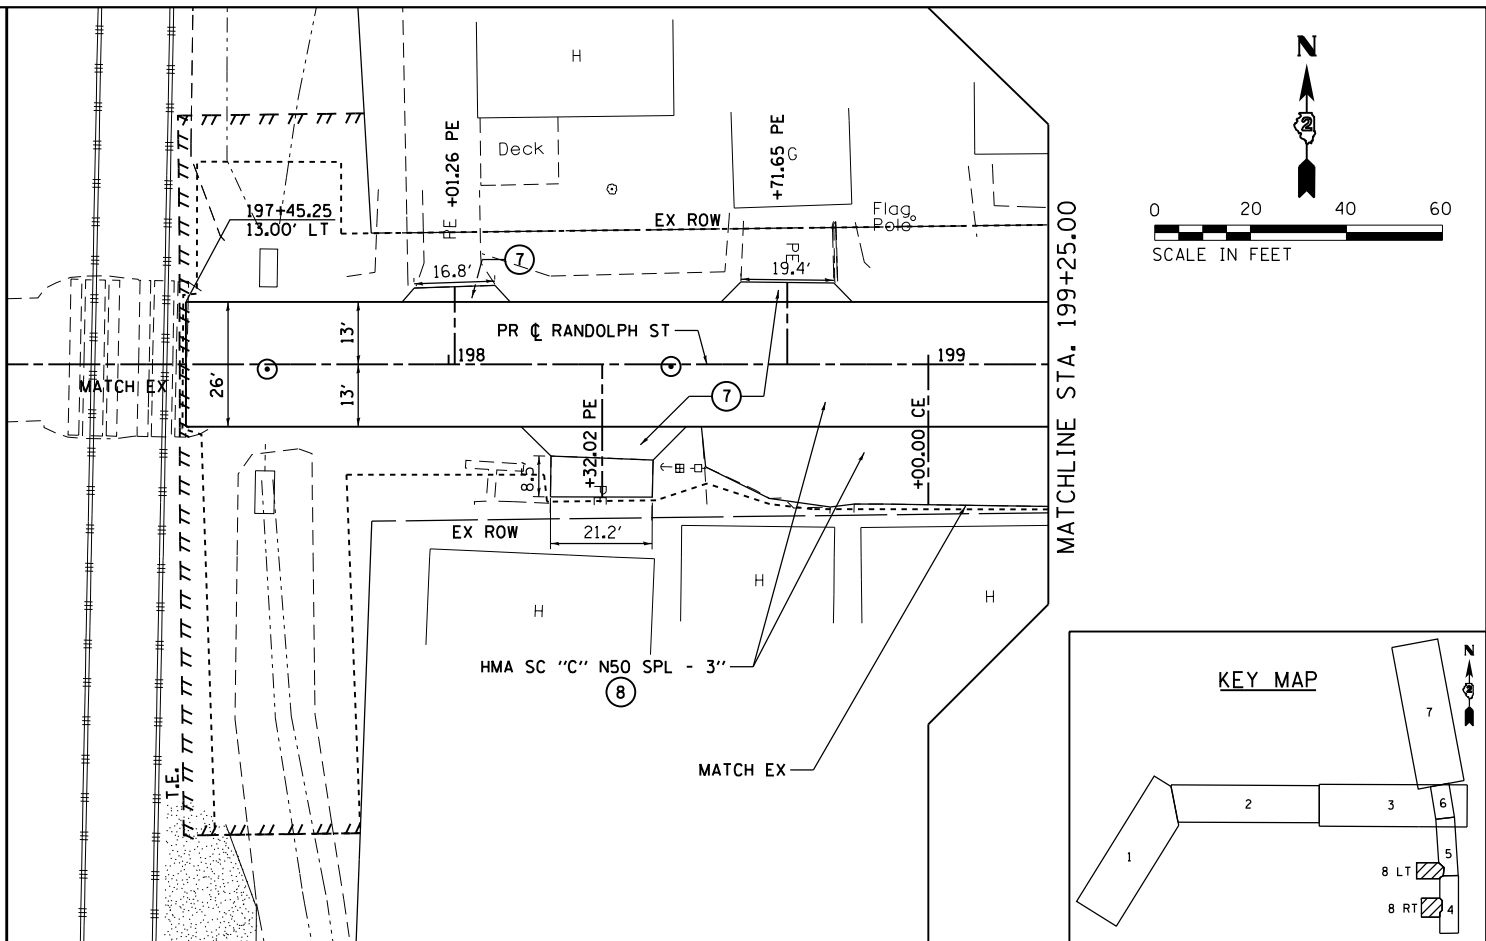 H
N
2
0 20 40 60
SCALE IN FEET
Deck
PE +01.26 PE
+71.65 PE
G
197+45.25
13.00' LT
EX ROW
Flag
Pole
PE
7
16.8'
19.4'
MATCHLINE STA. 199+25.00
13'
PR ℄ RANDOLPH ST
198
199
MATCH EX
26'
13'
7
+32.02 PE
+00.00 CE
8.5'
P
EX ROW
21.2'
H
H
H
HMA SC "C" N50 SPL - 3"
8
MATCH EX
T.E.
KEY MAP
N
2
7
2
3
6
1
5
8 LT
8 RT
4